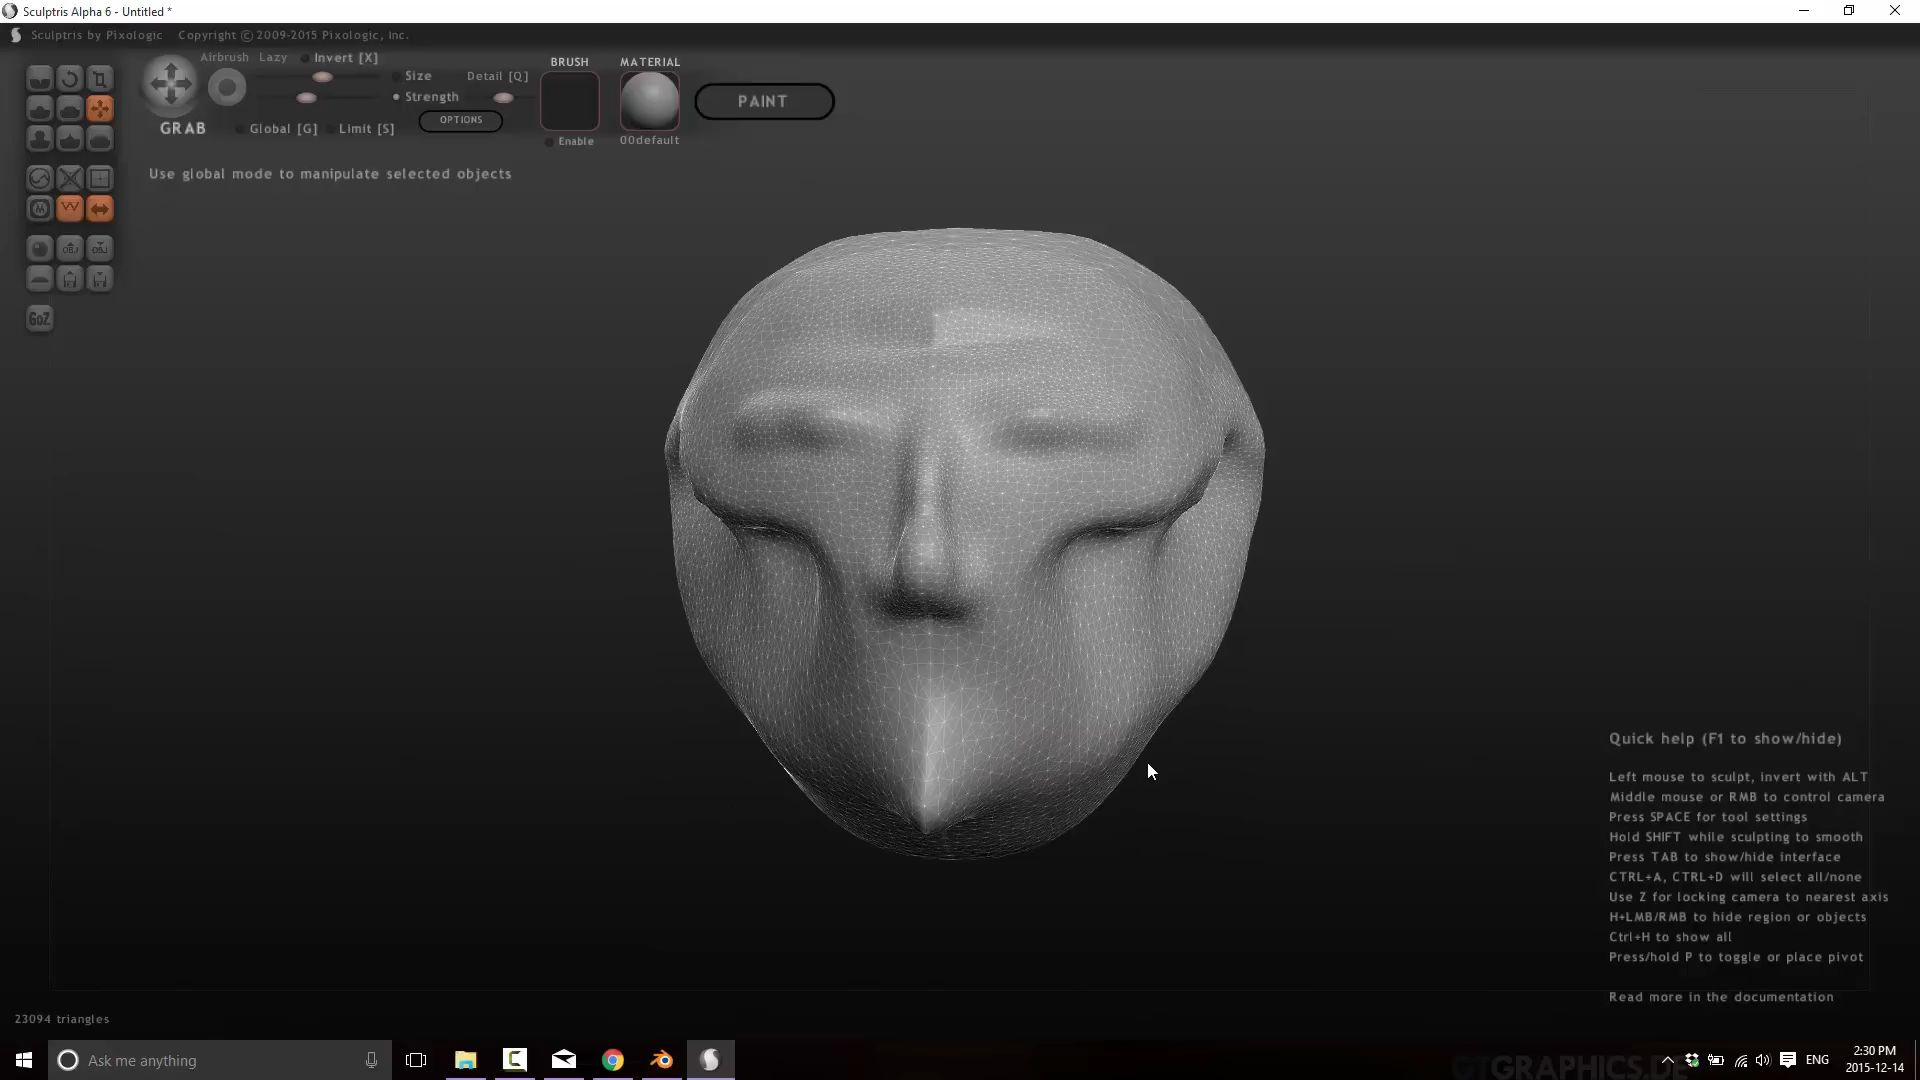 Sculptris Alpha 6 - Untitled *
Sculptris by Pixologic Copyright © 2009-2015 Pixologic, Inc.
Airbrush Lazy Invert [X]
BRUSH MATERIAL
Size Detail [Q]
Strength
PAINT
OPTIONS
GRAB Global [G] Limit [S]
Enable 00default
Use global mode to manipulate selected objects
OBJ OBJ
GoZ
Quick help (F1 to show/hide)
Left mouse to sculpt, invert with ALT
Middle mouse or RMB to control camera
Press SPACE for tool settings
Hold SHIFT while sculpting to smooth
Press TAB to show/hide interface
CTRL+A, CTRL+D will select all/none
Use Z for locking camera to nearest axis
H+LMB/RMB to hide region or objects
Ctrl+H to show all
Press/hold P to toggle or place pivot
Read more in the documentation
23094 triangles
Ask me anything
GTGRAPHICS.DE
ENG
2:30 PM
2015-12-14